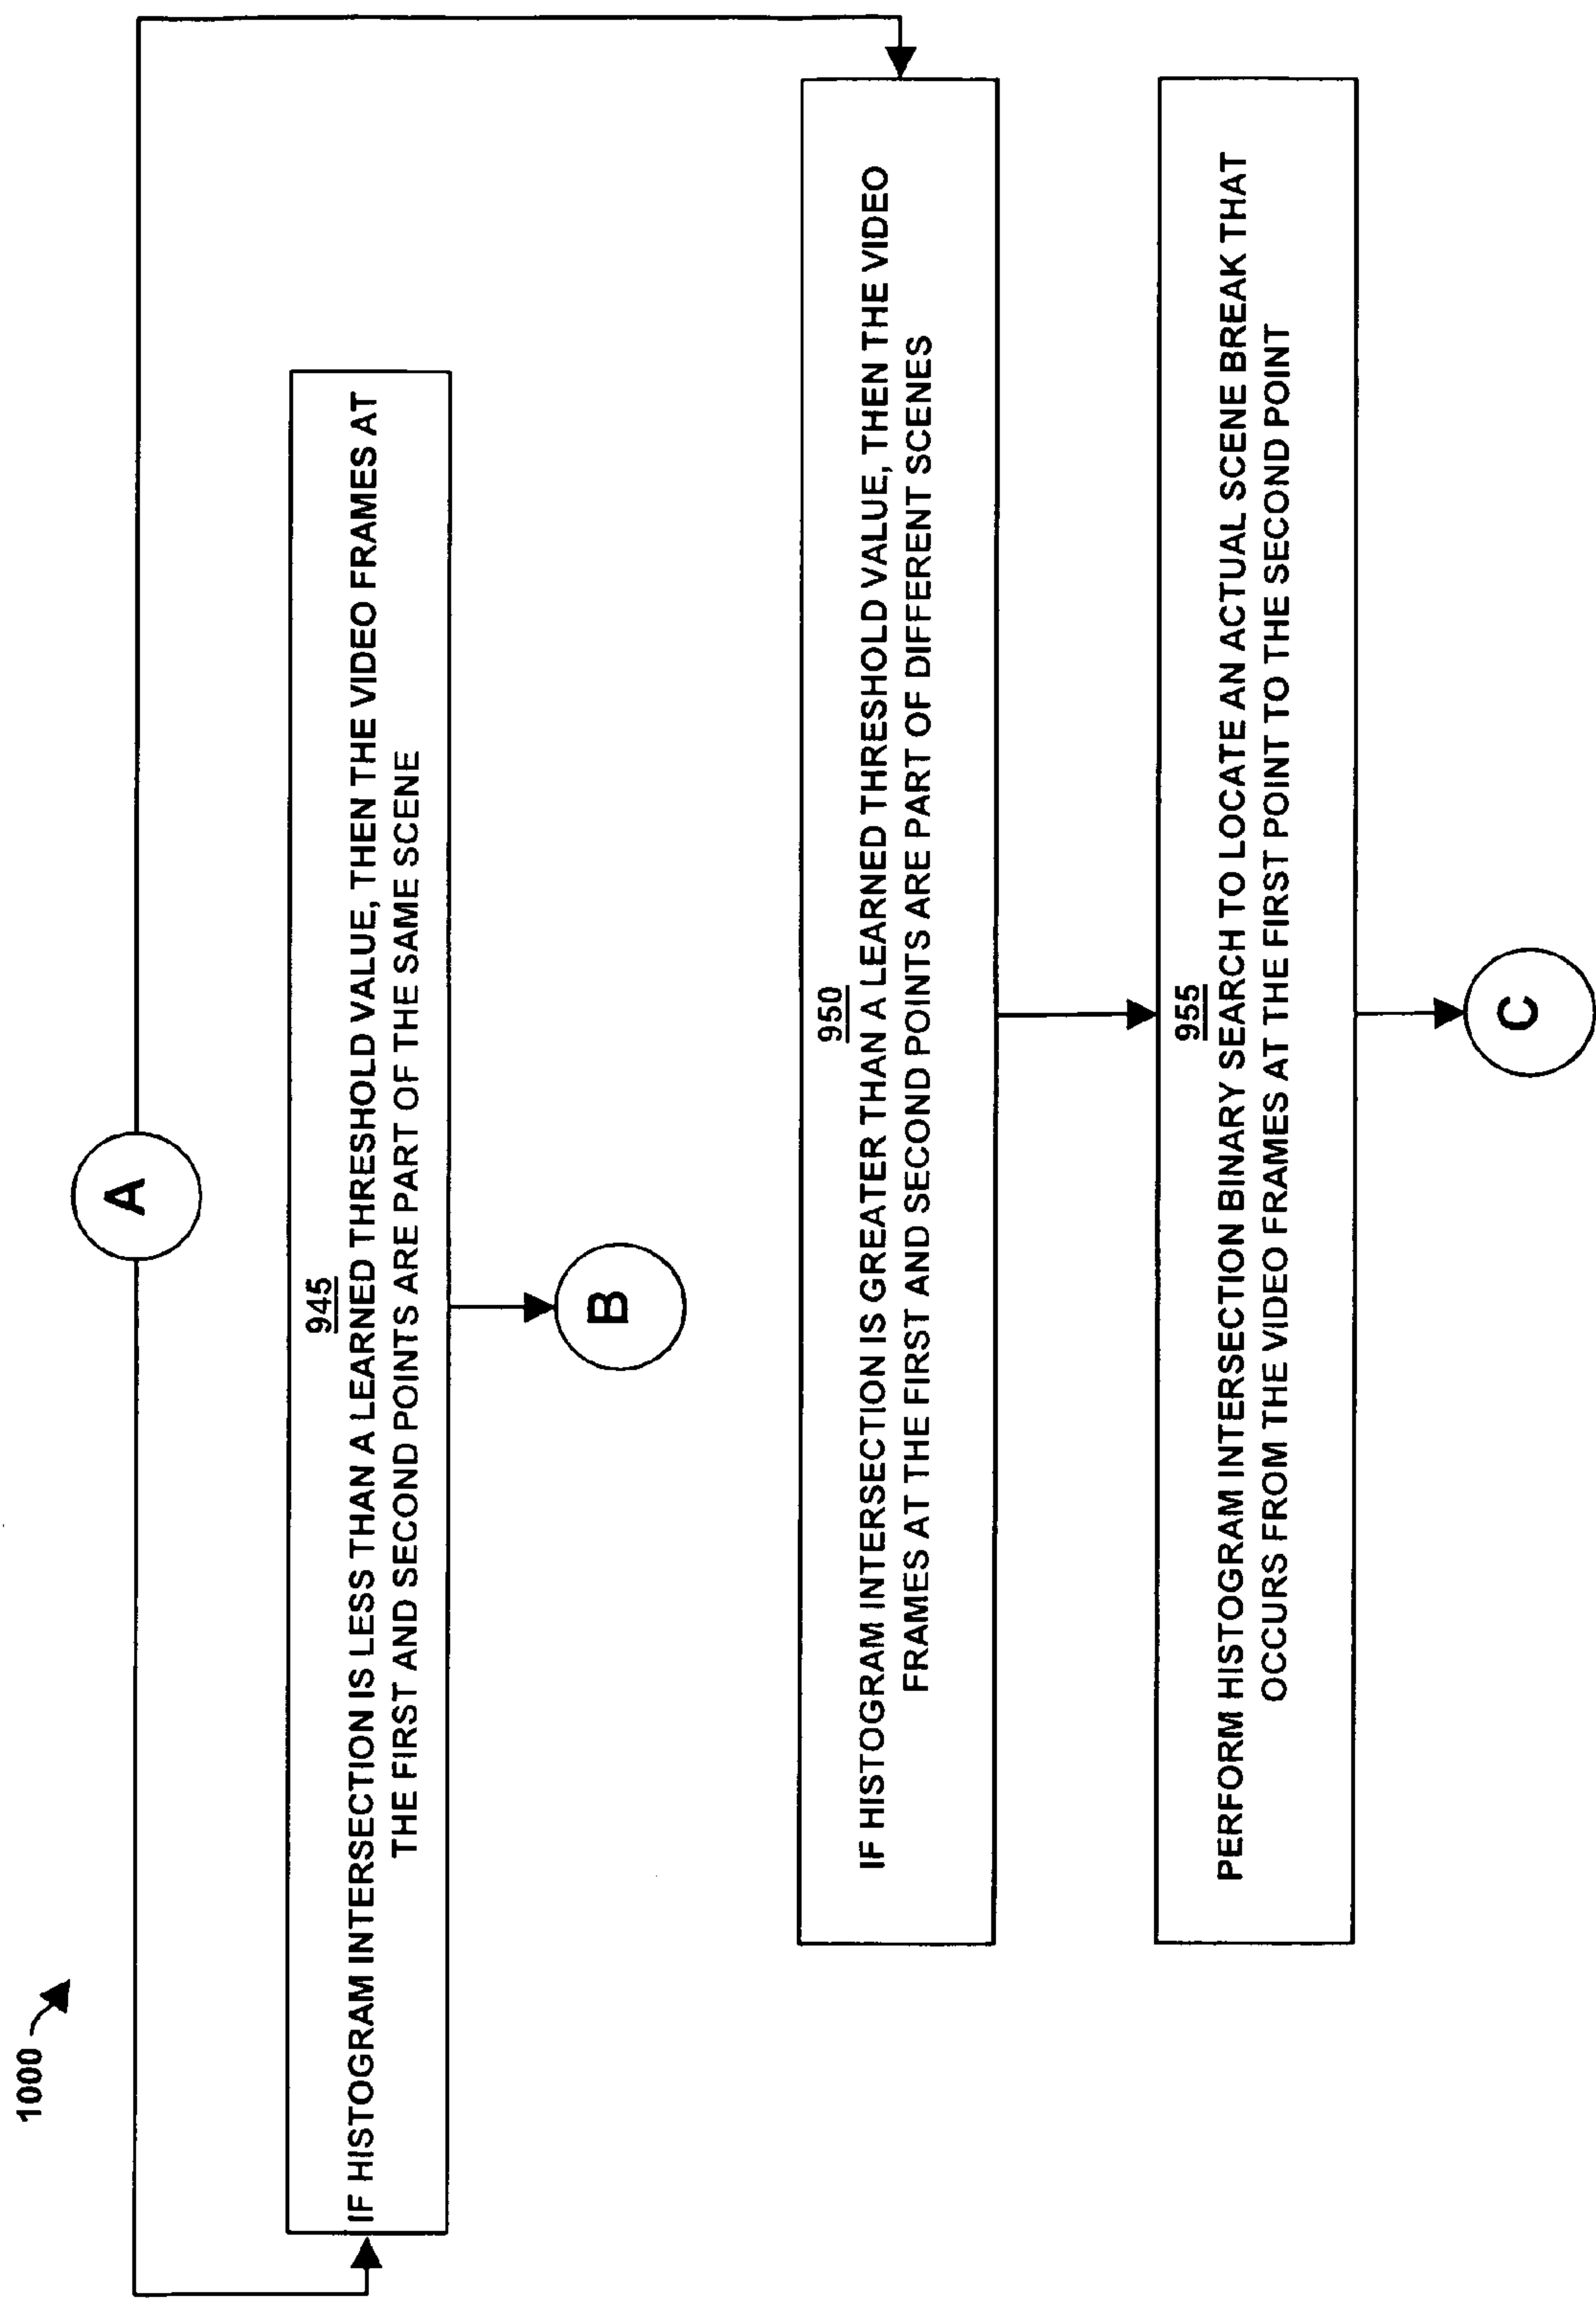 1000
A
945
IF HISTOGRAM INTERSECTION IS LESS THAN A LEARNED THRESHOLD VALUE, THEN THE VIDEO FRAMES AT
THE FIRST AND SECOND POINTS ARE PART OF THE SAME SCENE
B
950
IF HISTOGRAM INTERSECTION IS GREATER THAN A LEARNED THRESHOLD VALUE, THEN THE VIDEO
FRAMES AT THE FIRST AND SECOND POINTS ARE PART OF DIFFERENT SCENES
955
PERFORM HISTOGRAM INTERSECTION BINARY SEARCH TO LOCATE AN ACTUAL SCENE BREAK THAT
OCCURS FROM THE VIDEO FRAMES AT THE FIRST POINT TO THE SECOND POINT
C